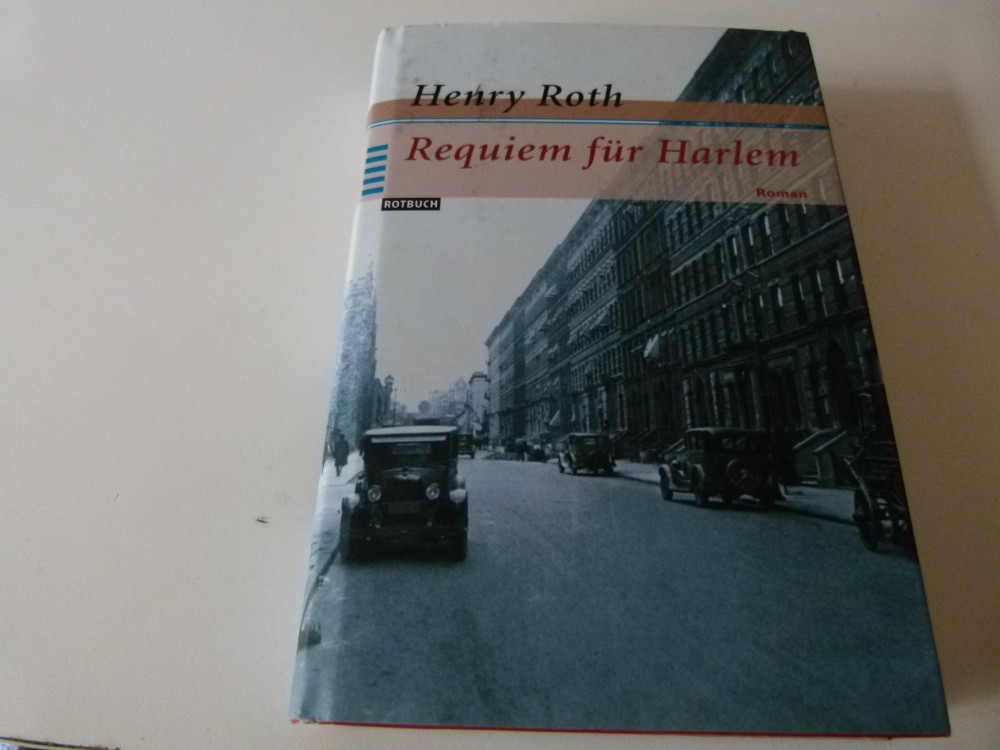 Henry Roth
Requiem für Harlem
Roman
ROTBUCH